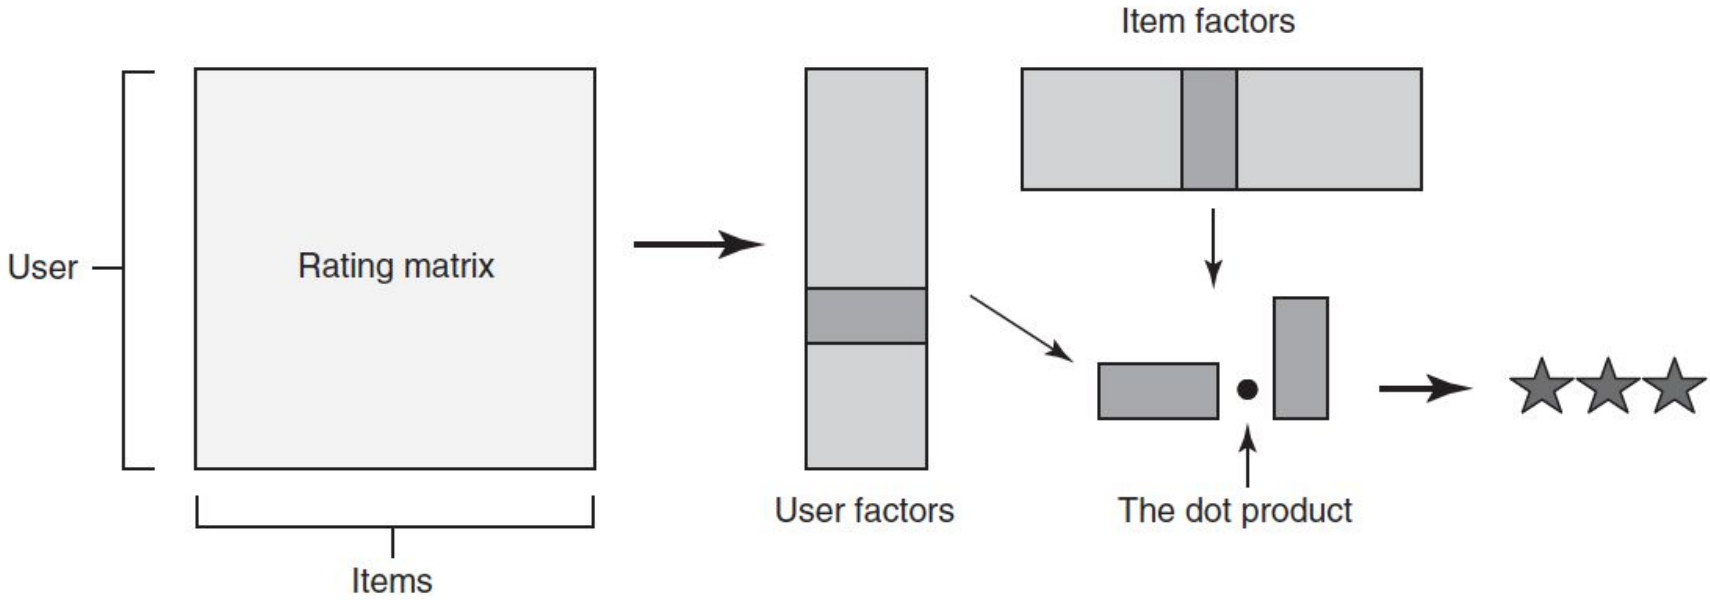 Item factors
User
Rating matrix
User factors
The dot product
Items